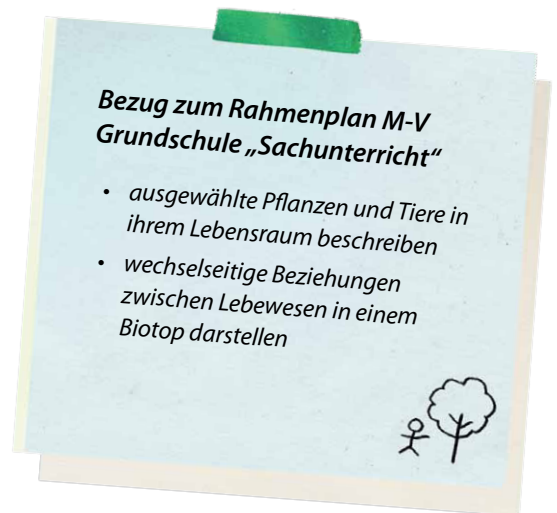 Bezug zum Rahmenplan M-V
Grundschule „Sachunterricht“
• ausgewählte Pflanzen und Tiere in
ihrem Lebensraum beschreiben
• wechselseitige Beziehungen
zwischen Lebewesen in einem
Biotop darstellen